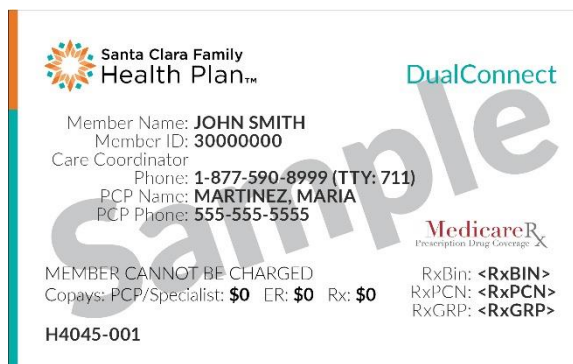 Santa Clara Family
Health Plan™
DualConnect
Member Name: JOHN SMITH
Member ID: 30000000
Care Coordinator
Phone: 1-877-590-8999 (TTY: 711)
PCP Name: MARTINEZ, MARIA
PCP Phone: 555-555-5555
Sample
MedicareRx
Prescription Drug Coverage
MEMBER CANNOT BE CHARGED
Copays: PCP/Specialist: $0 ER: $0 Rx: $0
RxBin: <RxBIN>
RxPCN: <RxPCN>
RxGRP: <RxGRP>
H4045-001